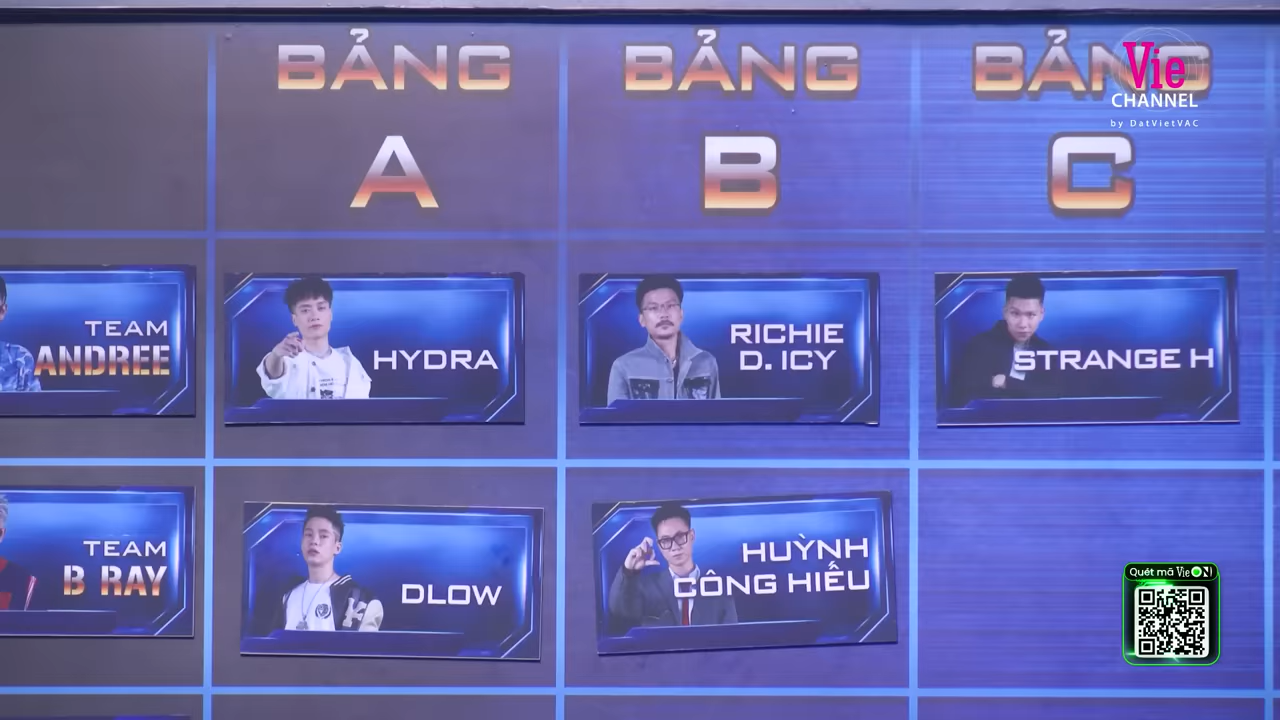 BẢNG
BẢNG
BẢNG
A
B
C
Vie
CHANNEL
by DatVietVAC
TEAM
ANDREE
HYDRA
RICHIE
D. ICY
STRANGE H
TEAM
B RAY
DLOW
HUỲNH
CÔNG HIẾU
Quét mã VieON!